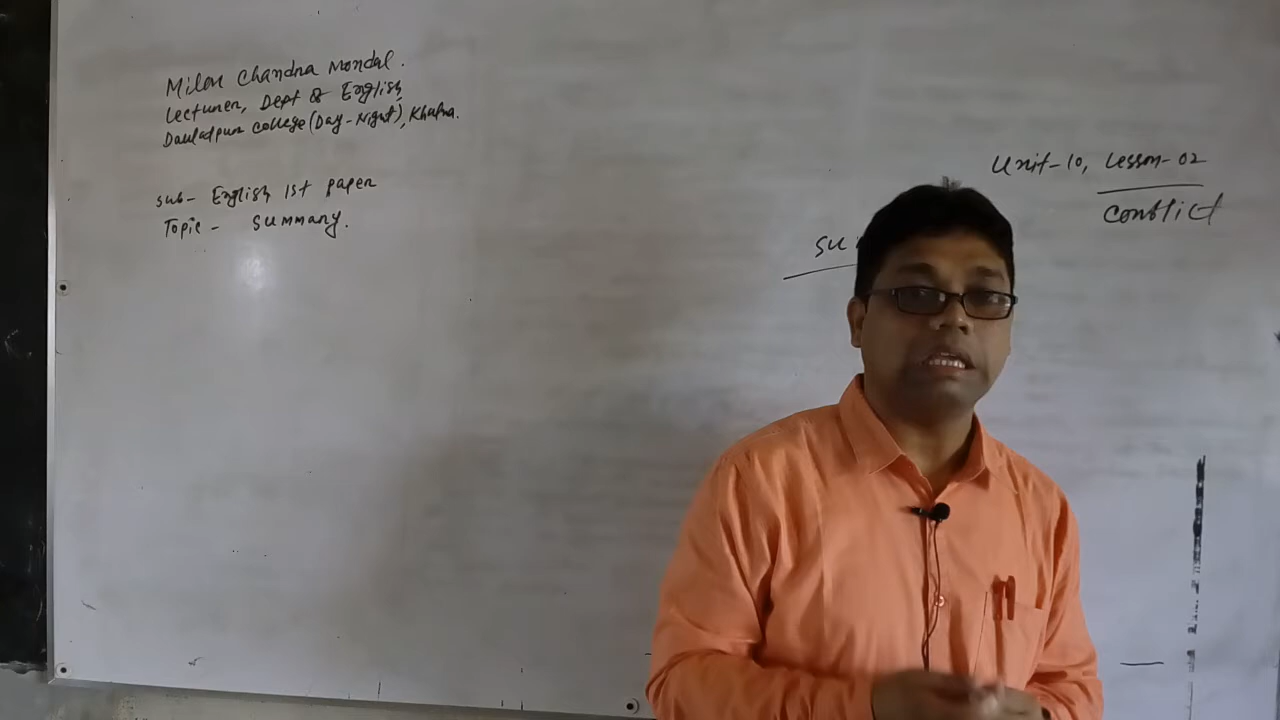 Milon Chandra Mondal.
Lecturer, Dept of English,
Daulatpur College (Day-Night), Khulna.
Sub- English 1st paper
Topic - Summary.
Unit-10, Lesson-02
Conflict
Su